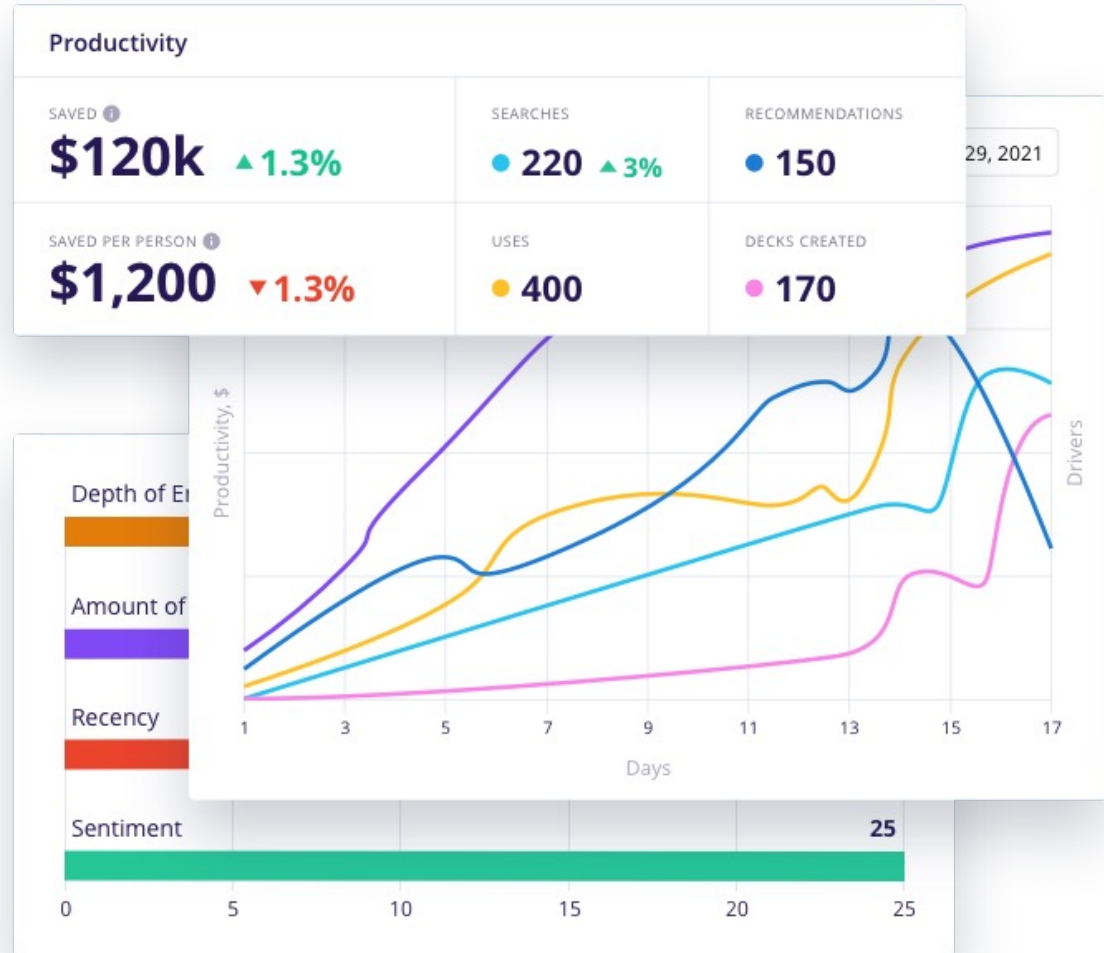 Productivity
SAVED
$120k ▲1.3%
SEARCHES
220 ▲3%
RECOMMENDATIONS
150
29, 2021
SAVED PER PERSON
$1,200 ▼1.3%
USES
400
DECKS CREATED
170
Productivity, $
Drivers
1 3 5 7 9 11 13 15 17
Days
Depth of
Amount of
Recency
Sentiment 25
0 5 10 15 20 25